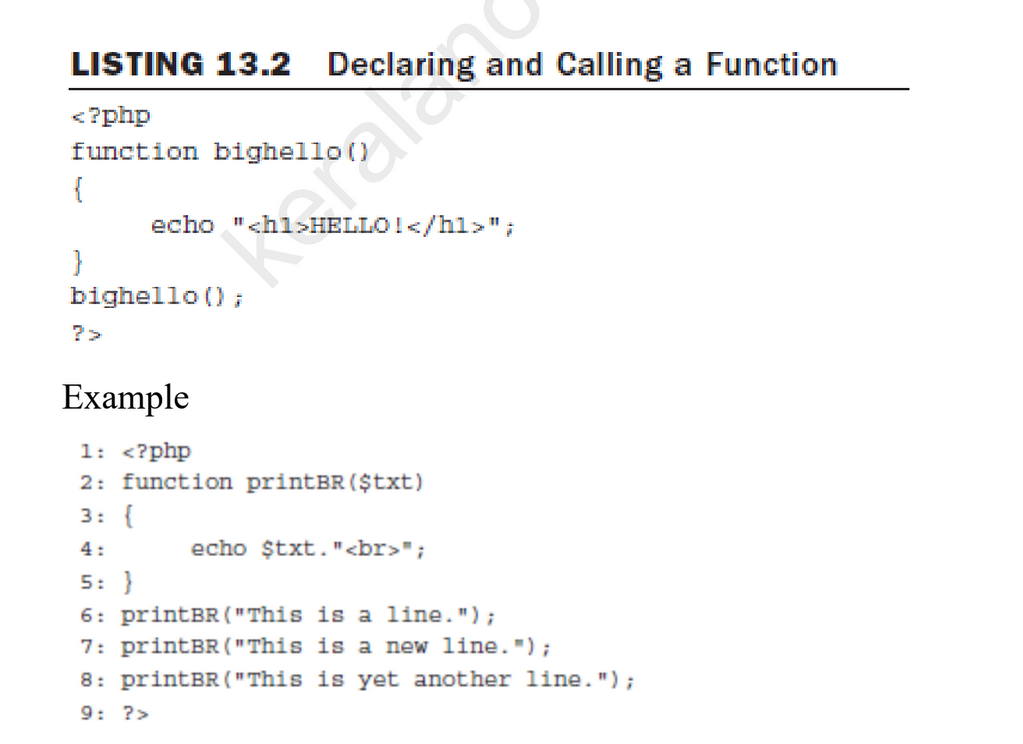 LISTING 13.2 Declaring and Calling a Function
<?php
function bighello()
{
echo "<h1>HELLO!</h1>";
}
bighello();
?>
Example
1: <?php
2: function printBR($txt)
3: {
4: echo $txt."<br>";
5: }
6: printBR("This is a line.");
7: printBR("This is a new line.");
8: printBR("This is yet another line.");
9: ?>
keralano